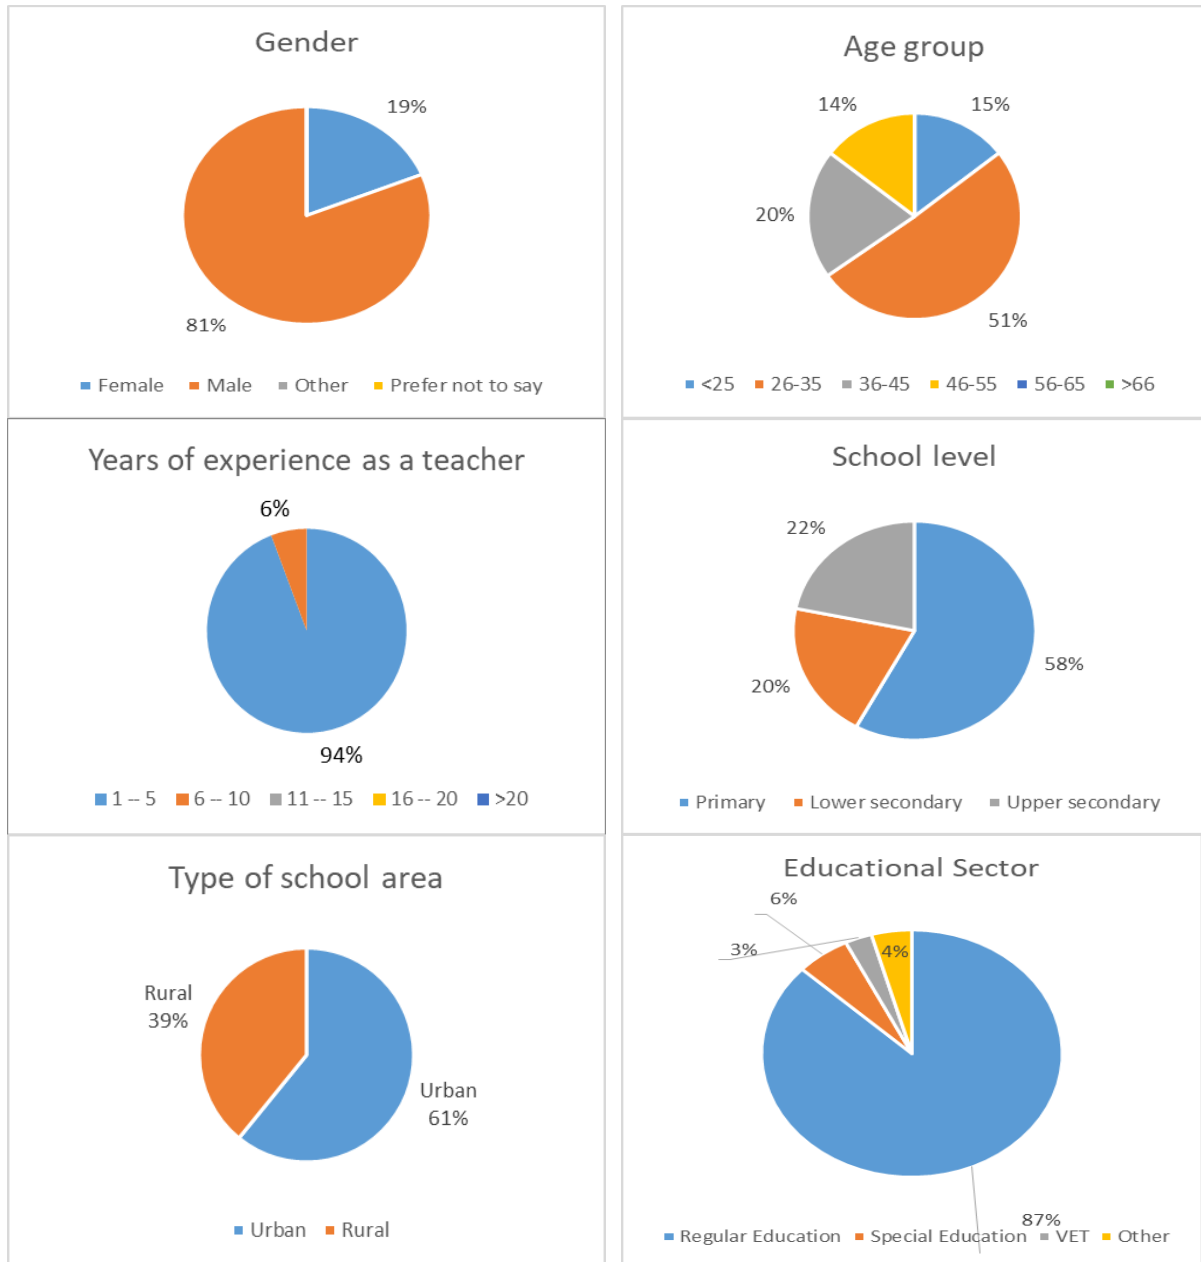 Gender
19%
81%
Female Male Other Prefer not to say
Age group
14%
15%
20%
51%
<25 26-35 36-45 46-55 56-65 >66
Years of experience as a teacher
6%
94%
1 -- 5 6 -- 10 11 -- 15 16 -- 20 >20
School level
22%
58%
20%
Primary Lower secondary Upper secondary
Type of school area
Rural
39%
Urban
61%
Urban Rural
Educational Sector
6%
3%
4%
87%
Regular Education Special Education VET Other